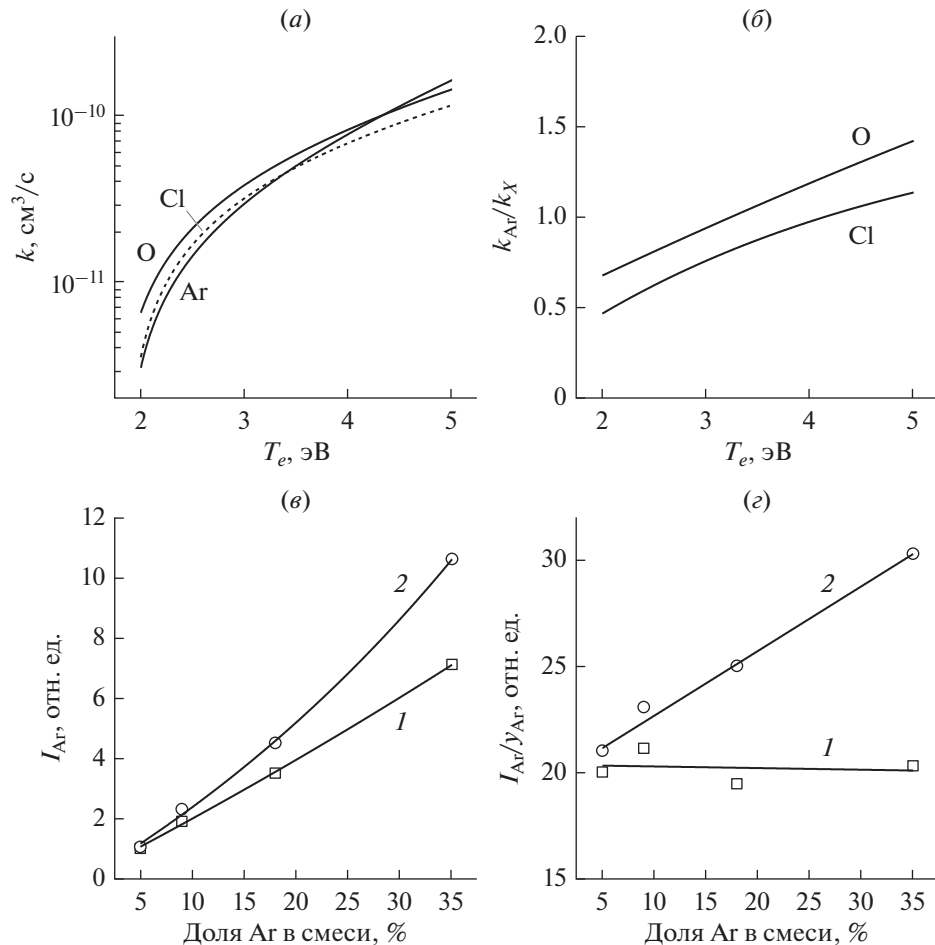 (а)
k, см³/с
10⁻¹⁰
10⁻¹¹
O
Cl
Ar
2 3 4 5
Tₑ, эВ
(б)
k_Ar/k_X
2.0
1.5
1.0
0.5
0
O
Cl
2 3 4 5
Tₑ, эВ
(в)
I_Ar, отн. ед.
12
10
8
6
4
2
0
2
1
5 10 15 20 25 30 35
Доля Ar в смеси, %
(г)
I_Ar/y_Ar, отн. ед.
30
25
20
15
2
1
5 10 15 20 25 30 35
Доля Ar в смеси, %